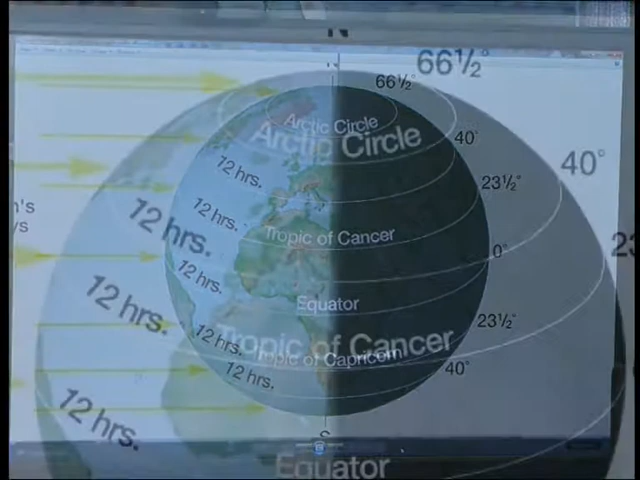 N
66½°
66½°
Arctic Circle
Arctic Circle
40°
40°
12 hrs.
23½°
12 hrs.
12 hrs.
Tropic of Cancer
0°
12 hrs.
12 hrs.
Equator
23½°
12 hrs.
Tropic of Cancer
Tropic of Capricorn
40°
12 hrs.
12 hrs.
S
Equator